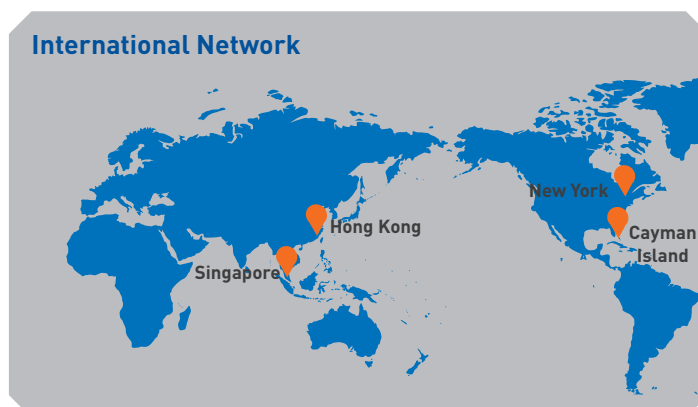 International Network
New York
Hong Kong
Cayman
Island
Singapore